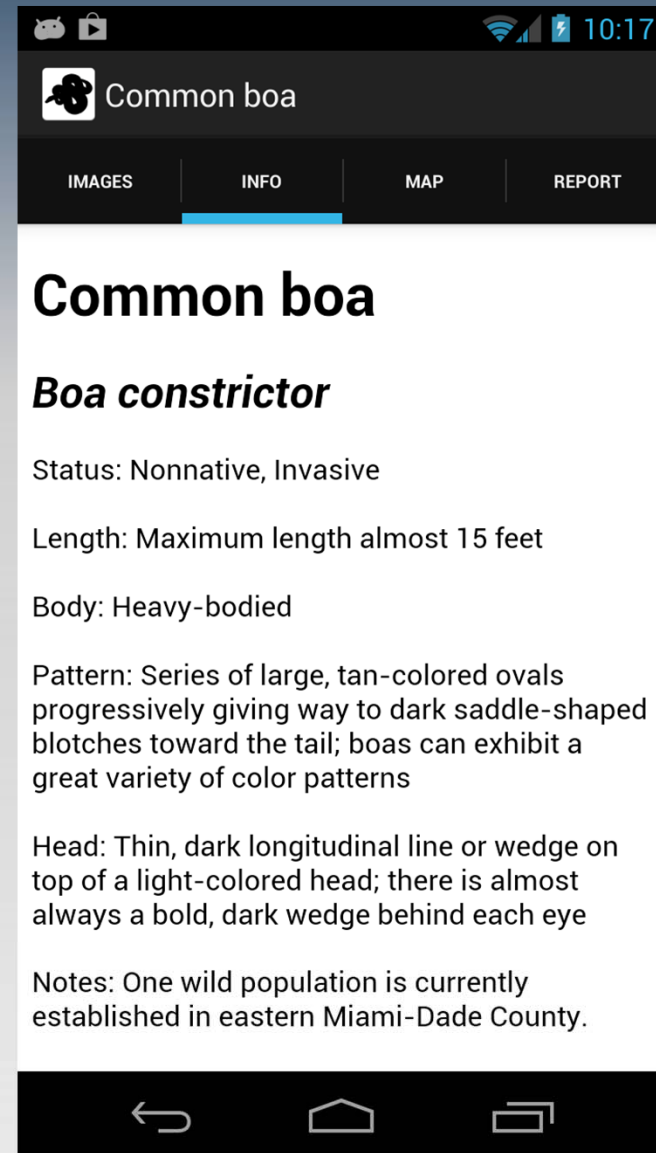 10:17
Common boa
IMAGES
INFO
MAP
REPORT
Common boa
Boa constrictor
Status: Nonnative, Invasive
Length: Maximum length almost 15 feet
Body: Heavy-bodied
Pattern: Series of large, tan-colored ovals
progressively giving way to dark saddle-shaped
blotches toward the tail; boas can exhibit a
great variety of color patterns
Head: Thin, dark longitudinal line or wedge on
top of a light-colored head; there is almost
always a bold, dark wedge behind each eye
Notes: One wild population is currently
established in eastern Miami-Dade County.